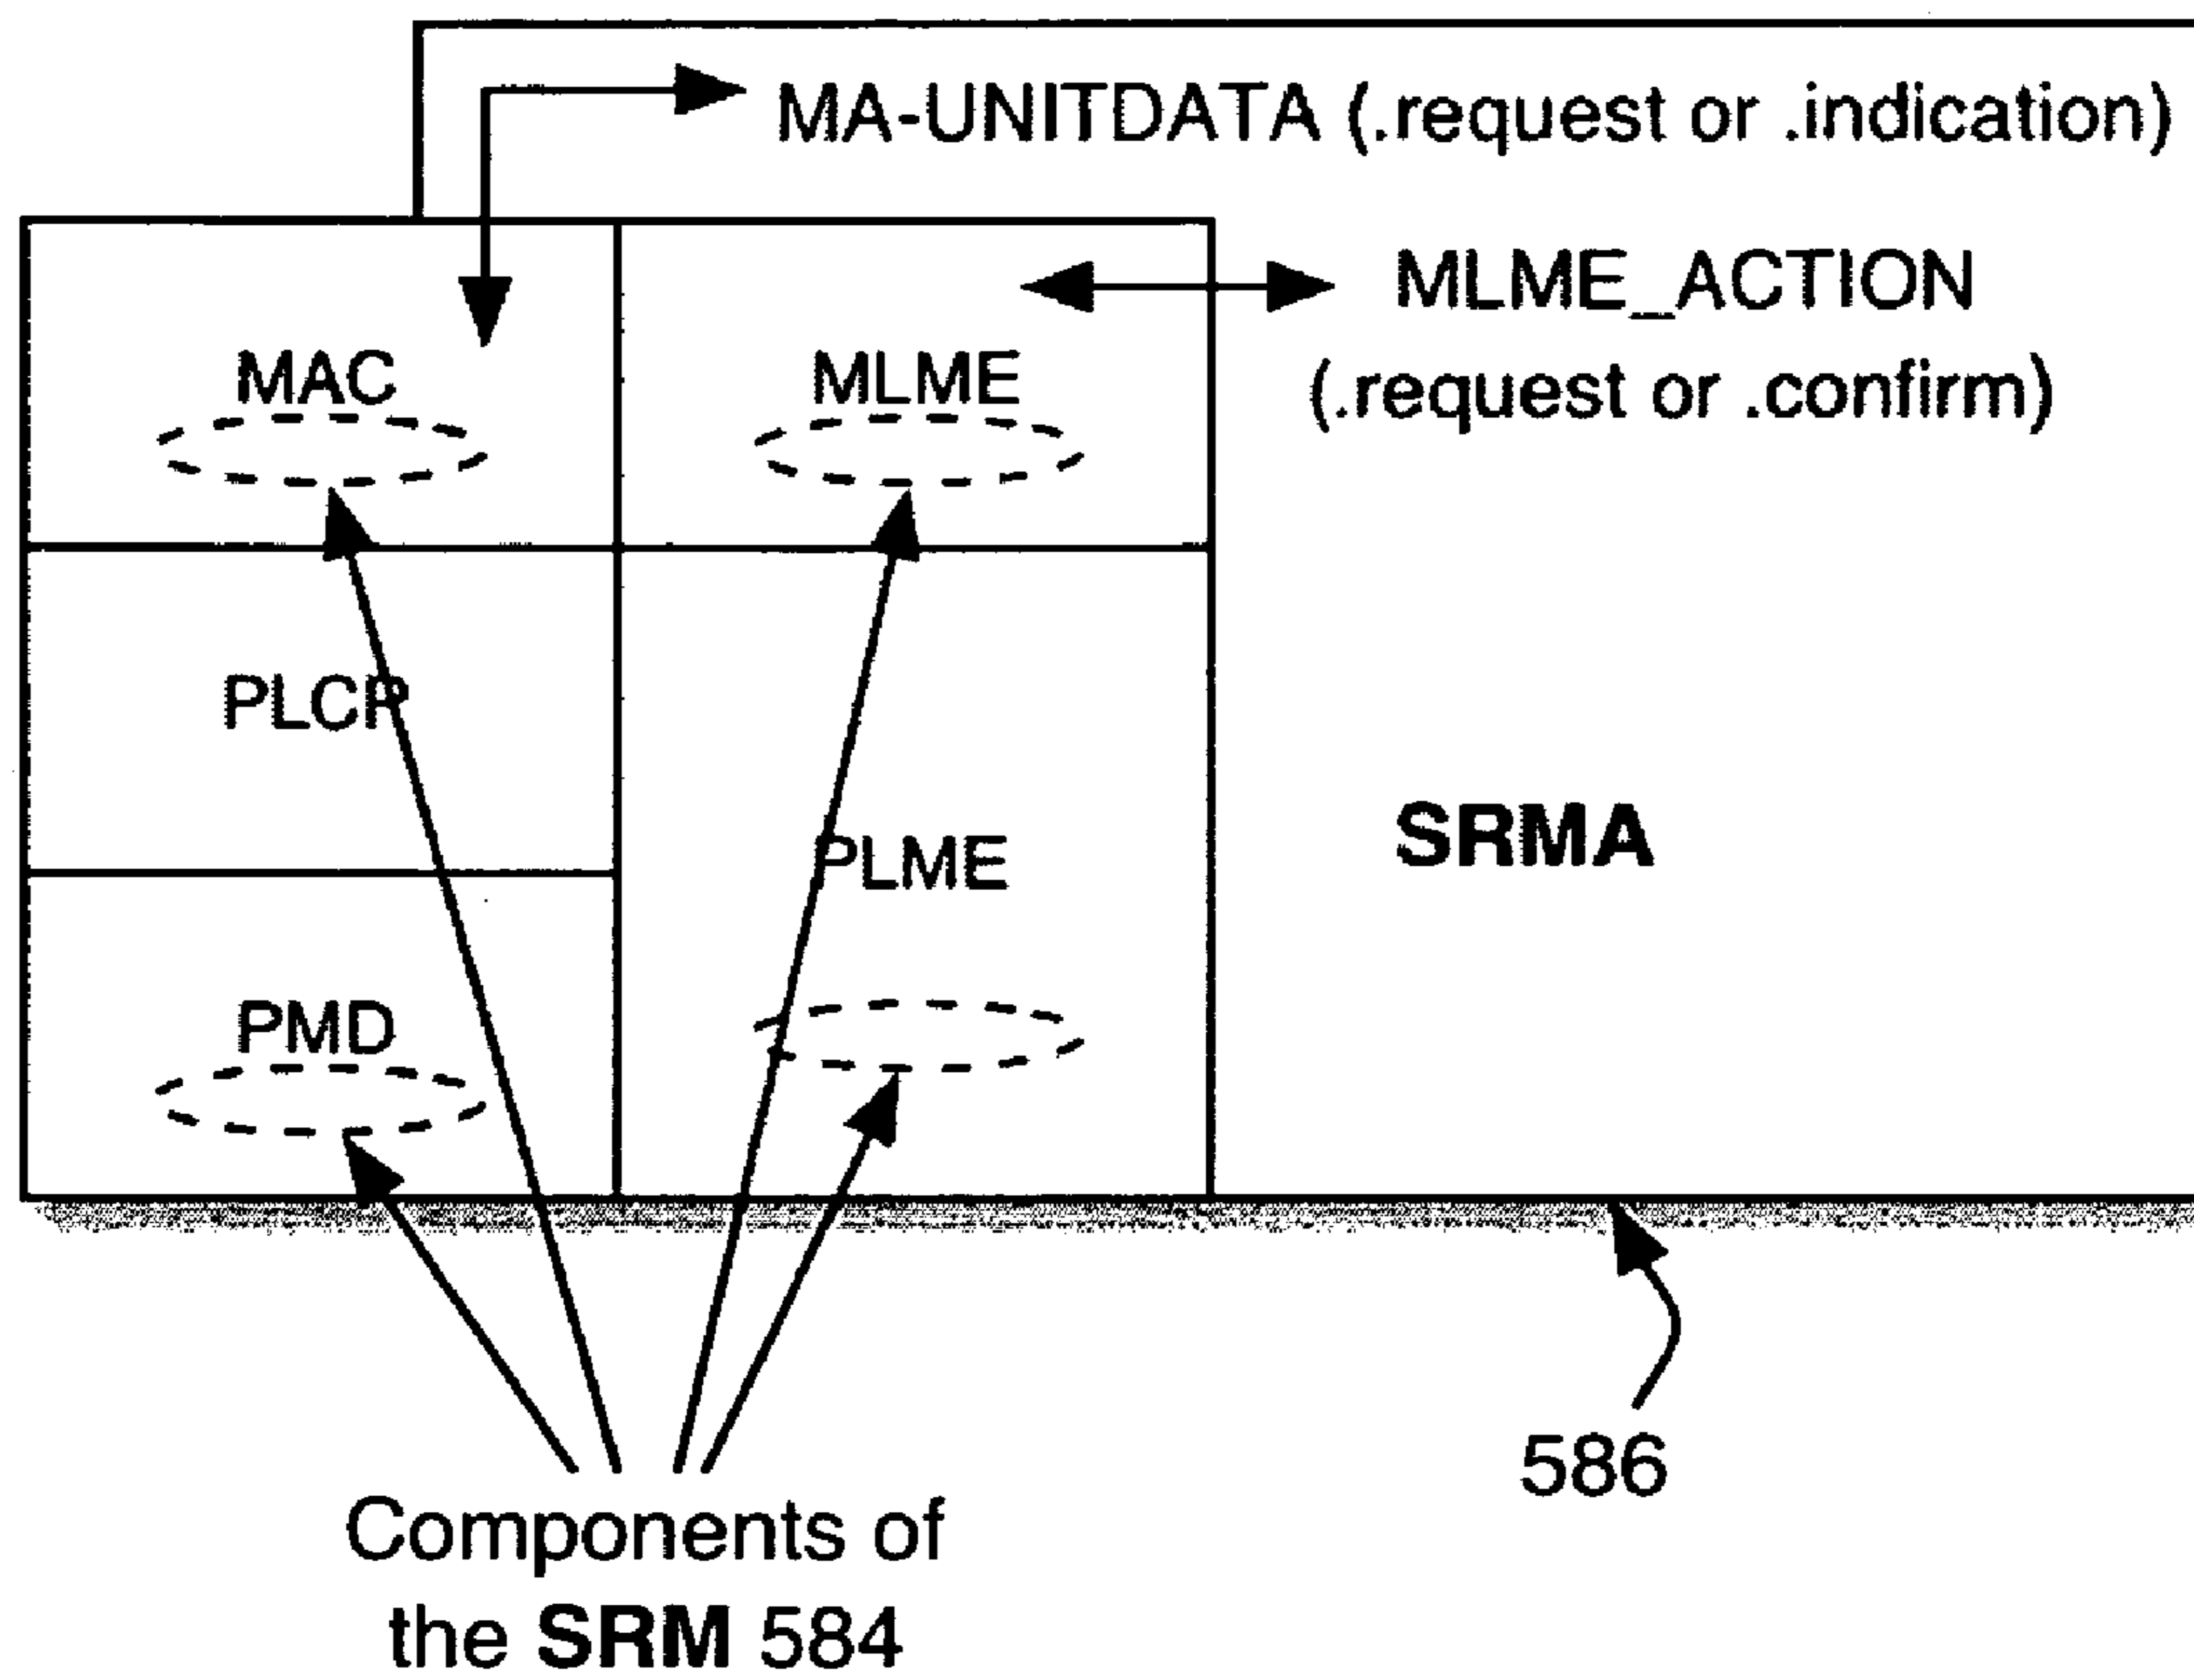 MA-UNITDATA (.request or .indication)
MLME_ACTION
(.request or .confirm)
MAC
MLME
PLCP
PLME
SRMA
PMD
586
Components of
the SRM 584